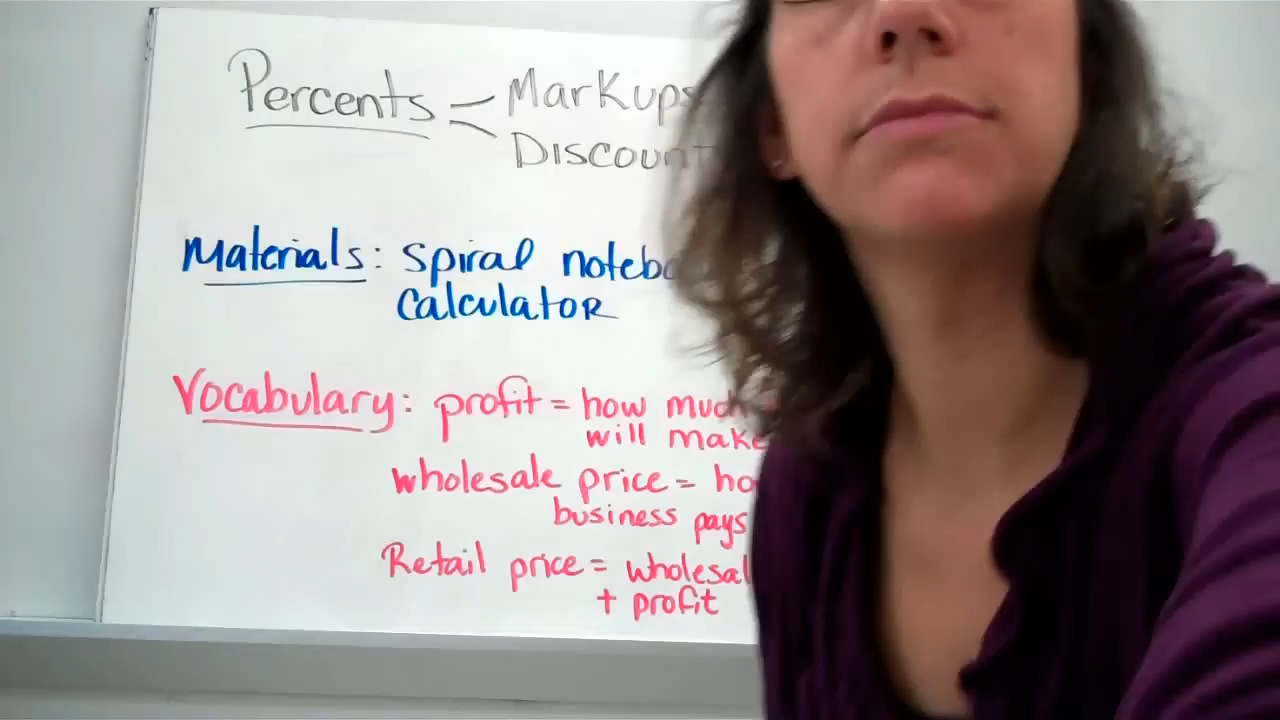 Percents - Markups
Discount
Materials: spiral notebo
calculator
Vocabulary: profit = how much
will make
wholesale price = ho
business pays
Retail price = wholesal
+ profit